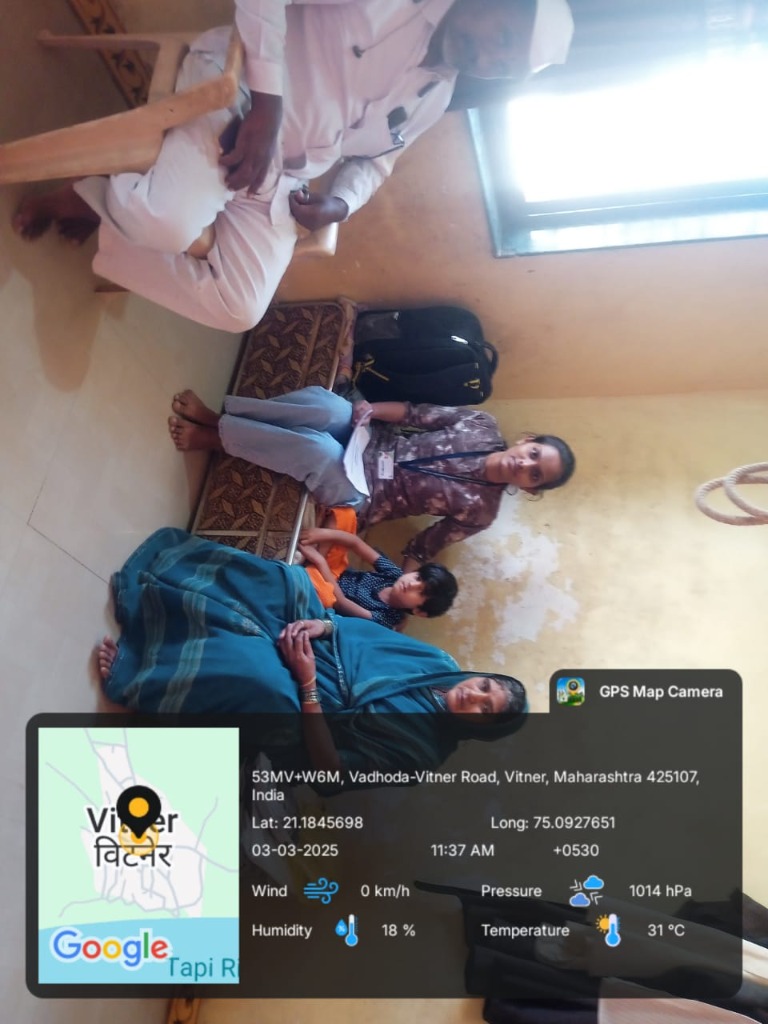 GPS Map Camera
53MV+W6M, Vadhoda-Vitner Road, Vitner, Maharashtra 425107,
India
Lat: 21.1845698 Long: 75.0927651
03-03-2025 11:37 AM +0530
Wind 0 km/h Pressure 1014 hPa
Humidity 18 % Temperature 31 °C
Vitner
विटनेर
Google
Tapi Ri